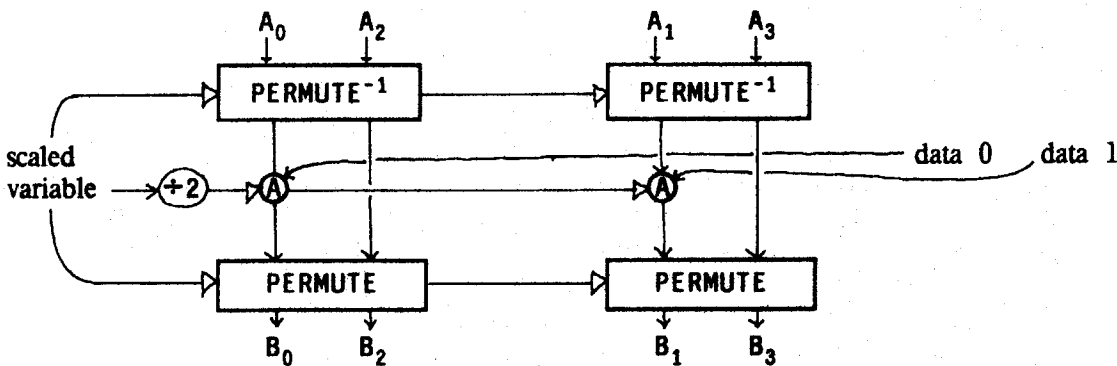 A₀ A₂ A₁ A₃
PERMUTE⁻¹ PERMUTE⁻¹
scaled
variable
÷2 A A data 0 data 1
PERMUTE PERMUTE
B₀ B₂ B₁ B₃